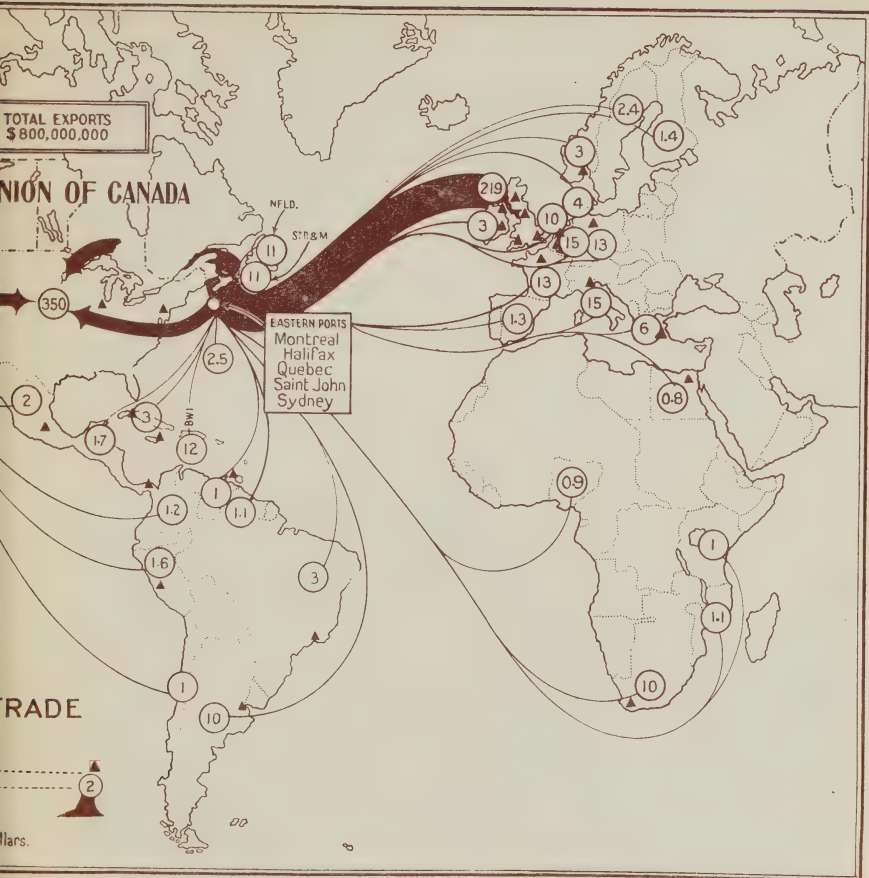 TOTAL EXPORTS
$800,000,000
NION OF CANADA
NFLD.
ST.P.& M
11
11
350
219
3
2.4
1.4
3
4
10
15
13
13
15
1.3
6
0.8
EASTERN PORTS
Montreal
Halifax
Quebec
Saint John
Sydney
2.5
2
1.7
3
BWI
12
1
1.1
1.2
1.6
3
1
10
0.9
1
1.1
10
TRADE
2
llars.